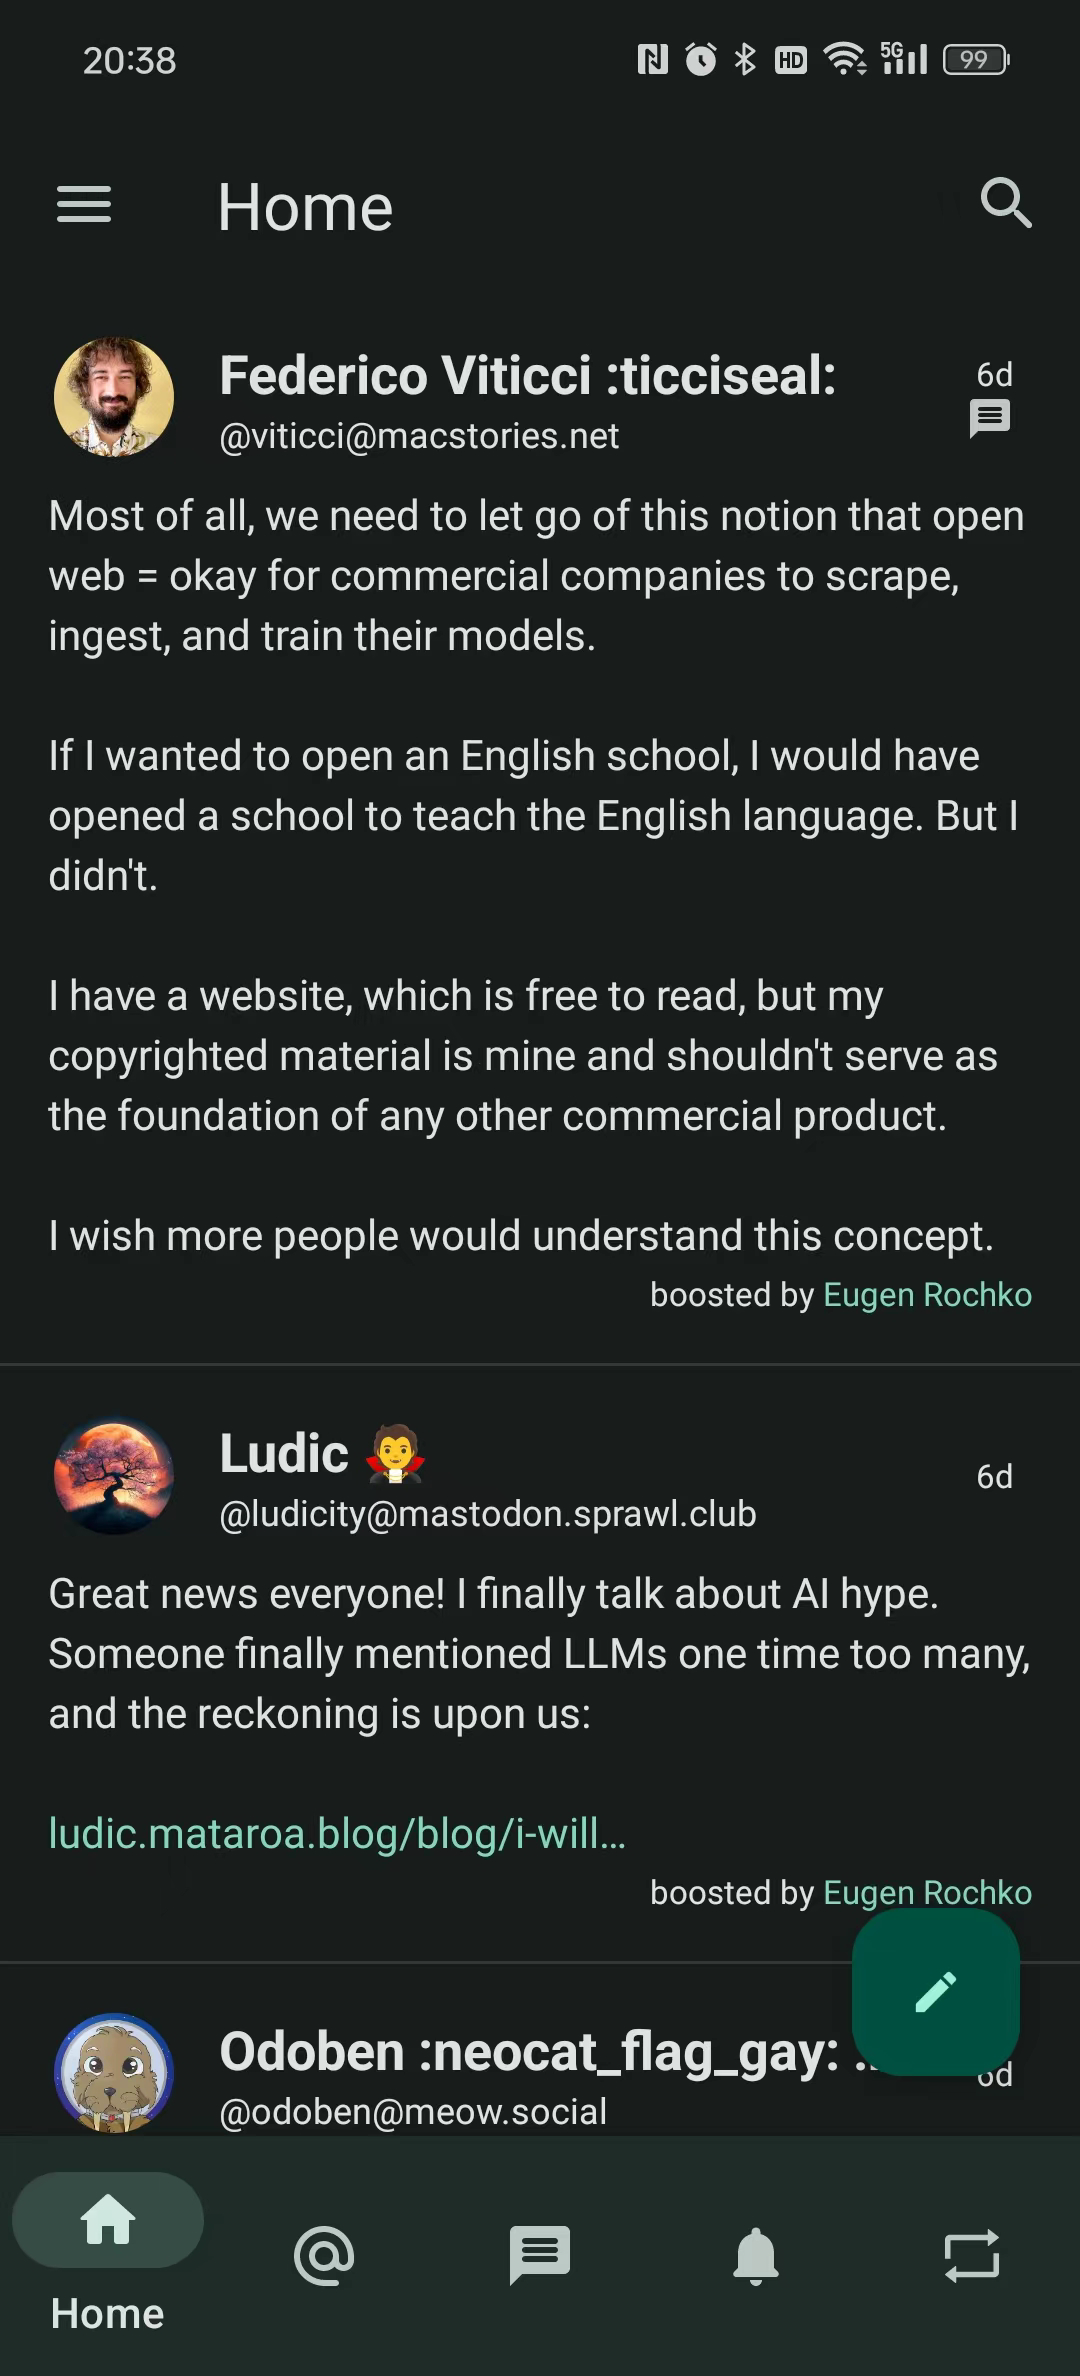 20:38
HD
5G
99
Home
Federico Viticci :ticciseal:
6d
@viticci@macstories.net
Most of all, we need to let go of this notion that open
web = okay for commercial companies to scrape,
ingest, and train their models.
If I wanted to open an English school, I would have
opened a school to teach the English language. But I
didn't.
I have a website, which is free to read, but my
copyrighted material is mine and shouldn't serve as
the foundation of any other commercial product.
I wish more people would understand this concept.
boosted by Eugen Rochko
Ludic 🧛
6d
@ludicity@mastodon.sprawl.club
Great news everyone! I finally talk about AI hype.
Someone finally mentioned LLMs one time too many,
and the reckoning is upon us:
ludic.mataroa.blog/blog/i-will…
boosted by Eugen Rochko
Odoben :neocat_flag_gay:
6d
@odoben@meow.social
Home